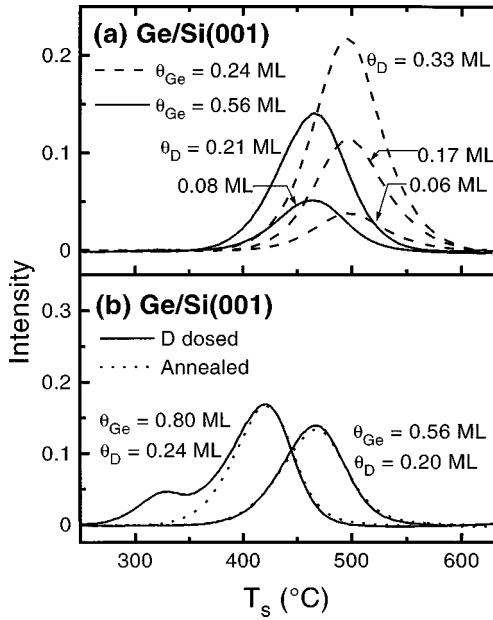 (a) Ge/Si(001)
θGe = 0.24 ML
θGe = 0.56 ML
θD = 0.33 ML
θD = 0.21 ML
0.17 ML
0.08 ML
0.06 ML
0.2
0.1
0
(b) Ge/Si(001)
D dosed
Annealed
θGe = 0.80 ML
θD = 0.24 ML
θGe = 0.56 ML
θD = 0.20 ML
0.3
0.2
0.1
0
Intensity
300 400 500 600
Ts (°C)